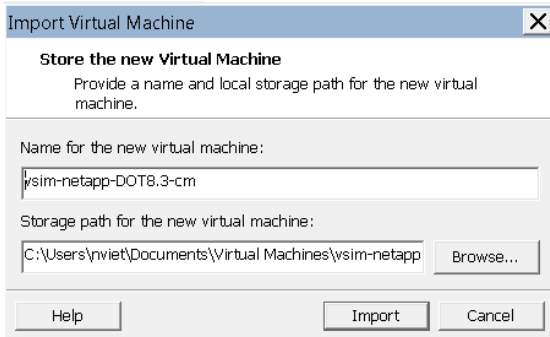 Import Virtual Machine
Store the new Virtual Machine
Provide a name and local storage path for the new virtual
machine.
Name for the new virtual machine:
vsim-netapp-DOT8.3-cm
Storage path for the new virtual machine:
C:\Users\nviet\Documents\Virtual Machines\vsim-netapp
Browse...
Help
Import
Cancel